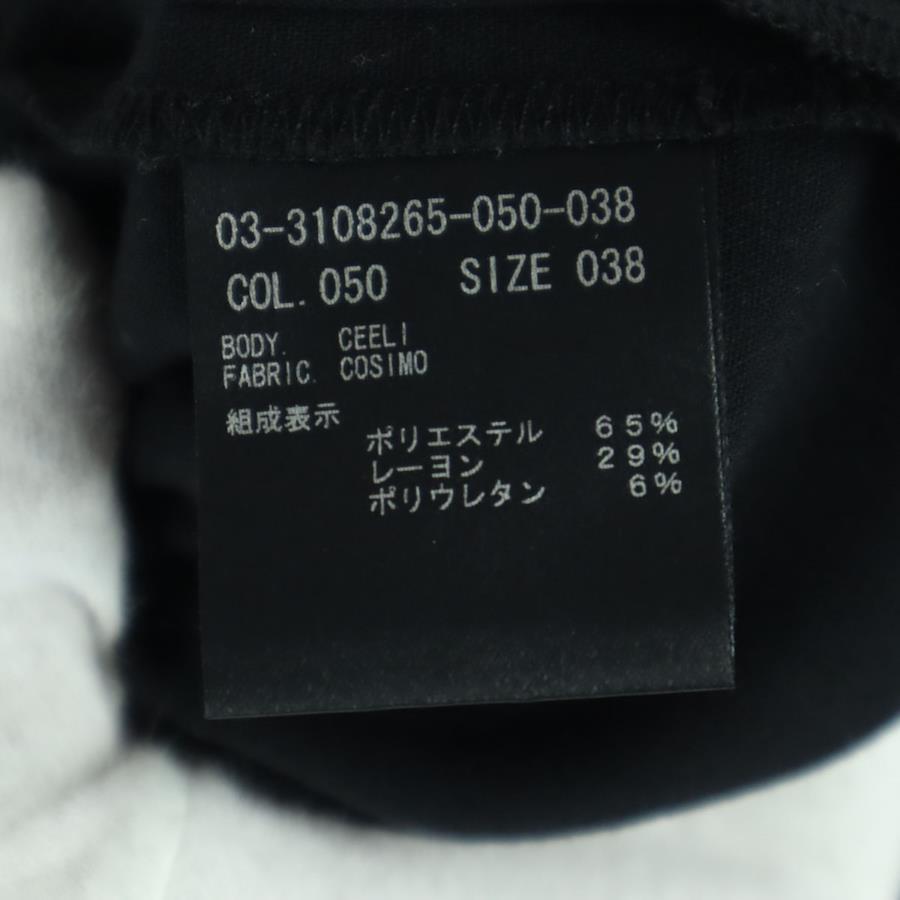 03-3108265-050-038
COL. 050 SIZE 038
BODY. CEELI
FABRIC. COSIMO
組成表示
ポリエステル 65%
レーヨン 29%
ポリウレタン 6%